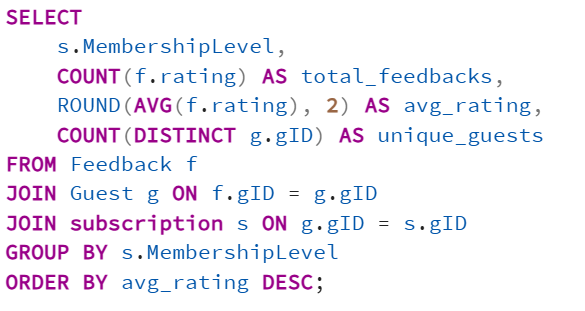 SELECT
    s.MembershipLevel,
    COUNT(f.rating) AS total_feedbacks,
    ROUND(AVG(f.rating), 2) AS avg_rating,
    COUNT(DISTINCT g.gID) AS unique_guests
FROM Feedback f
JOIN Guest g ON f.gID = g.gID
JOIN subscription s ON g.gID = s.gID
GROUP BY s.MembershipLevel
ORDER BY avg_rating DESC;